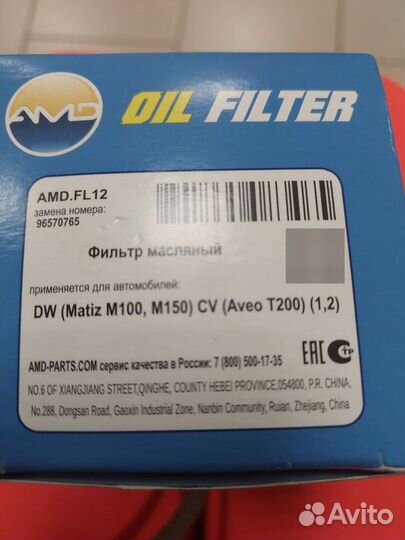 AMD
OIL FILTER
AMD.FL12
замена номера:
96570765
Фильтр масляный
применяется для автомобилей:
DW (Matiz M100, M150) CV (Aveo T200) (1,2)
AMD-PARTS.COM сервис качества в России: 7 (800) 500-17-35
EAC
С ТР
NO.6 OF XIANGJIANG STREET,QINGHE, COUNTY HEBEI PROVINCE,054800, P.R. CHINA,
No.288, Dongsan Road, Gaoxin Industrial Zone, Nanbin Community, Ruian, Zhejiang, China
Avito